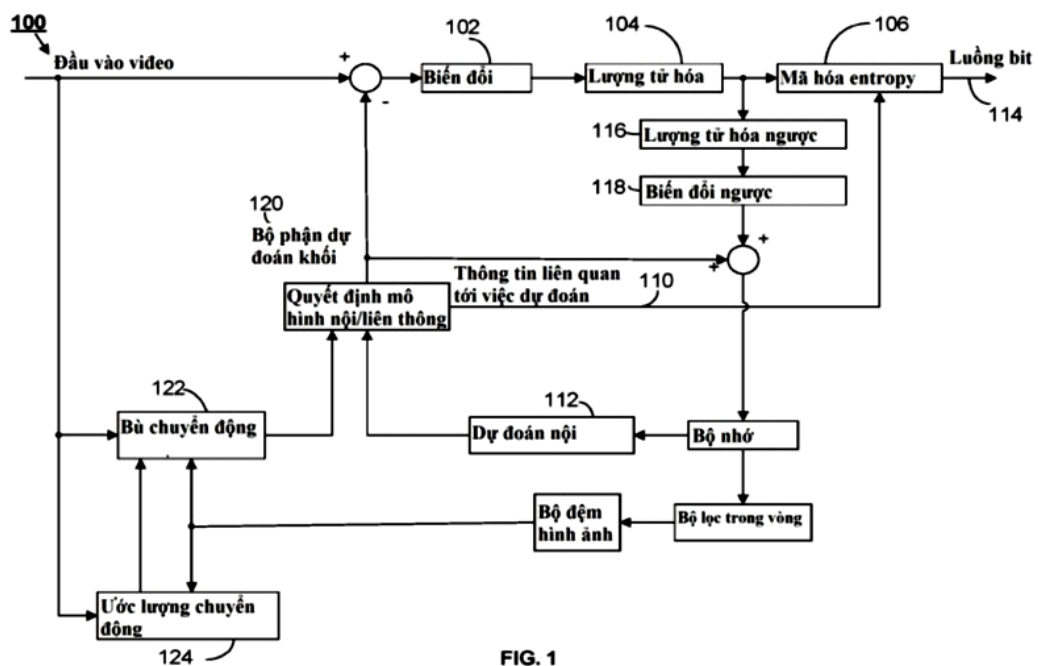 100
Đầu vào video
+
-
102
Biến đổi
104
Lượng tử hóa
106
Mã hóa entropy
Luồng bit
114
116
Lượng tử hóa ngược
118
Biến đổi ngược
120
Bộ phận dự
đoán khối
+
+
Thông tin liên quan
tới việc dự đoán
110
Quyết định mô
hình nội/liên thông
122
Bù chuyển động
112
Dự đoán nội
Bộ nhớ
Bộ đệm
hình ảnh
Bộ lọc trong vòng
Ước lượng chuyển
động
124
FIG. 1